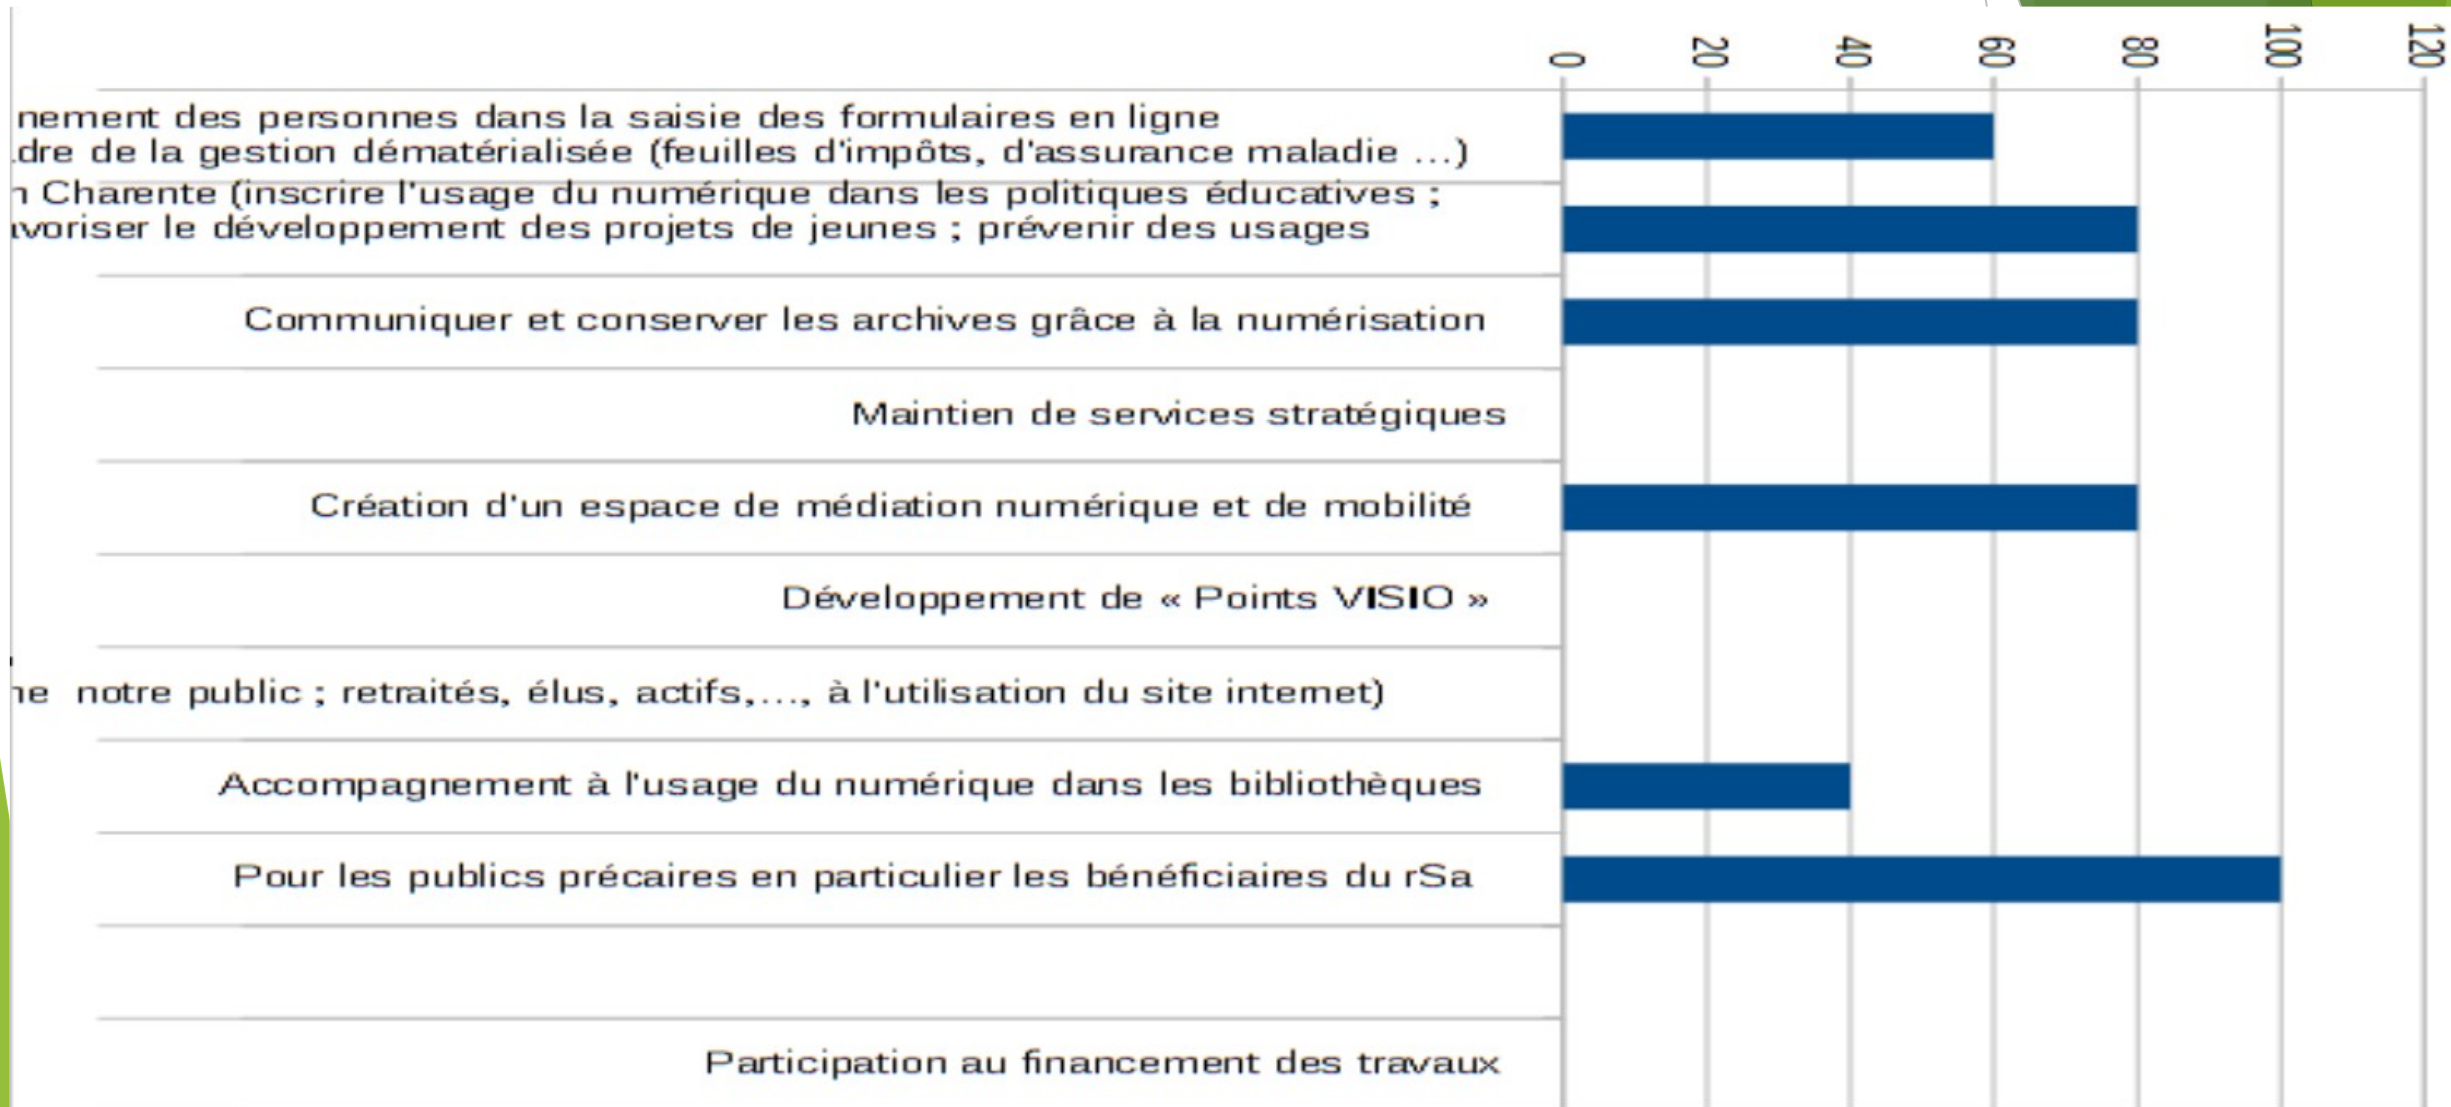 0 20 40 60 80 100 120
nement des personnes dans la saisie des formulaires en ligne
dre de la gestion dématérialisée (feuilles d'impôts, d'assurance maladie ...)
Charente (inscrire l'usage du numérique dans les politiques éducatives ;
voriser le développement des projets de jeunes ; prévenir des usages
Communiquer et conserver les archives grâce à la numérisation
Maintien de services stratégiques
Création d'un espace de médiation numérique et de mobilité
Développement de « Points VISIO »
notre public ; retraités, élus, actifs,..., à l'utilisation du site internet)
Accompagnement à l'usage du numérique dans les bibliothèques
Pour les publics précaires en particulier les bénéficiaires du rSa
Participation au financement des travaux